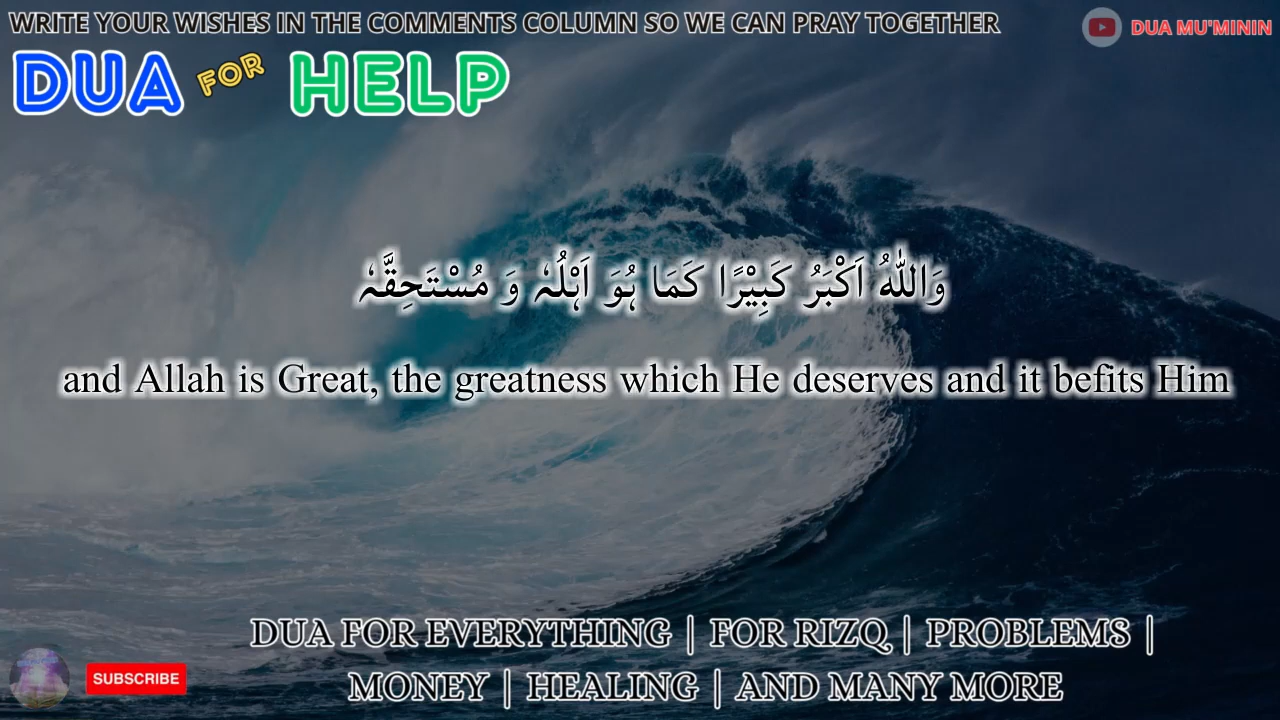 WRITE YOUR WISHES IN THE COMMENTS COLUMN SO WE CAN PRAY TOGETHER
DUA MU'MININ
DUA FOR HELP
وَاللّٰهُ اَکْبَرُ کَبِیْرًا کَمَا ہُوَ اَہْلُہٗ وَ مُسْتَحِقَّہٗ
and Allah is Great, the greatness which He deserves and it befits Him
DUA FOR EVERYTHING | FOR RIZQ | PROBLEMS |
MONEY | HEALING | AND MANY MORE
SUBSCRIBE